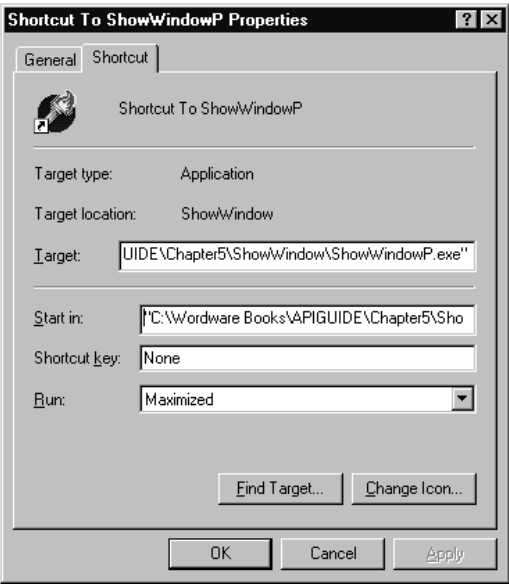 Shortcut To ShowWindowP Properties
General Shortcut
Shortcut To ShowWindowP
Target type: Application
Target location: ShowWindow
Target: UIDE\Chapter5\ShowWindow\ShowWindowP.exe"
Start in: "C:\Wordware Books\APIGUIDE\Chapter5\Sho
Shortcut key: None
Run: Maximized
Find Target... Change Icon...
OK Cancel Apply